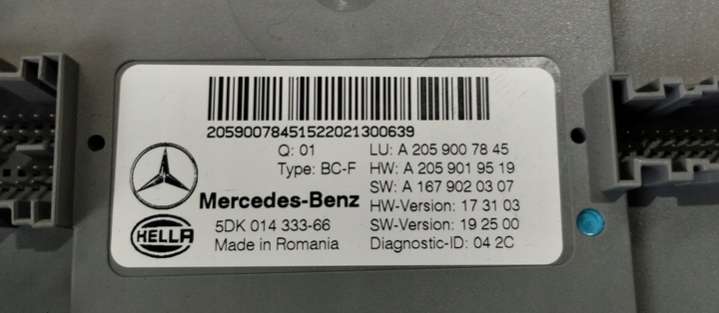 20590078451522021300639
Q: 01
Type: BC-F
LU: A 205 900 78 45
HW: A 205 901 95 19
SW: A 167 902 03 07
HW-Version: 17 31 03
SW-Version: 19 25 00
Diagnostic-ID: 04 2C
Mercedes-Benz
HELLA
5DK 014 333-66
Made in Romania